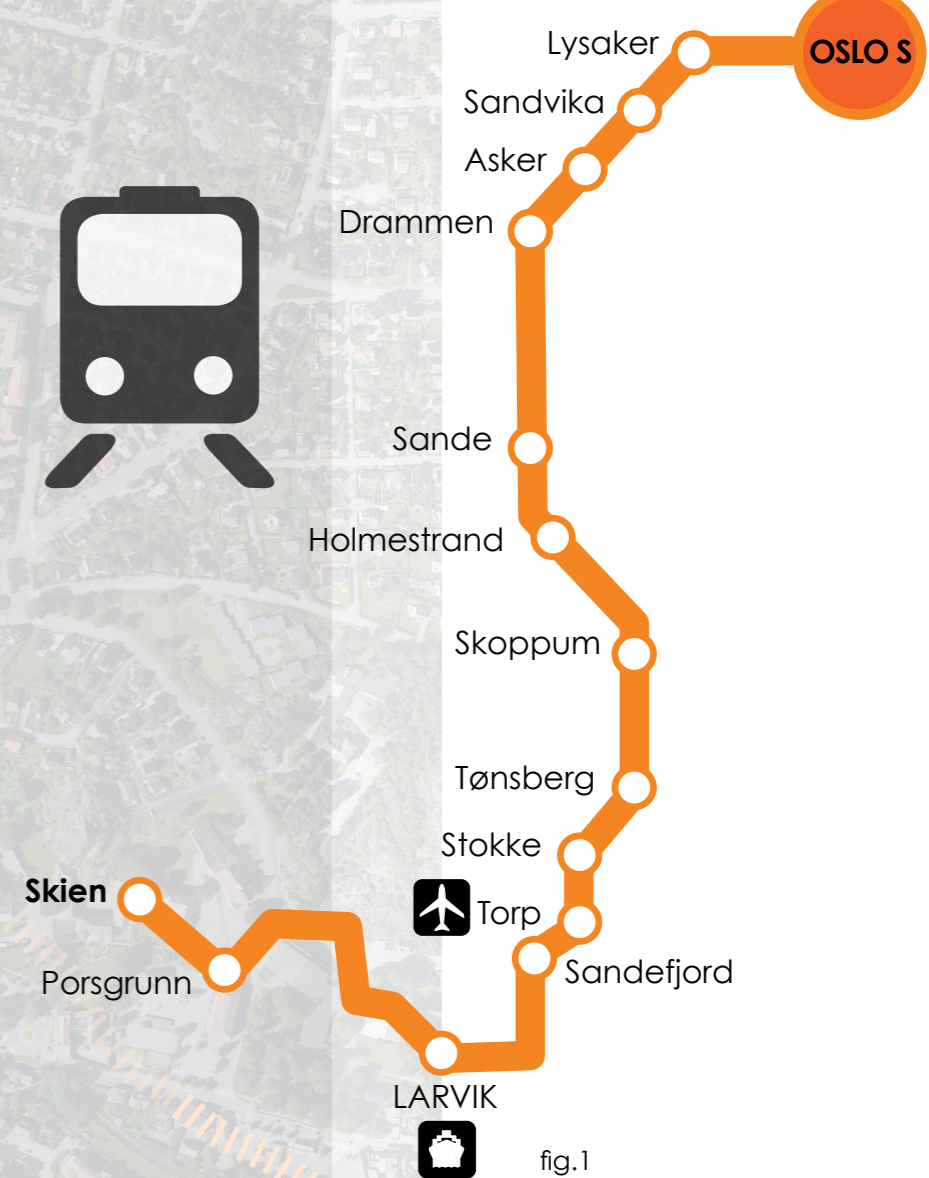 Lysaker
OSLO S
Sandvika
Asker
Drammen
Sande
Holmestrand
Skoppum
Tønsberg
Stokke
Skien
Torp
Sandefjord
Porsgrunn
LARVIK
fig.1